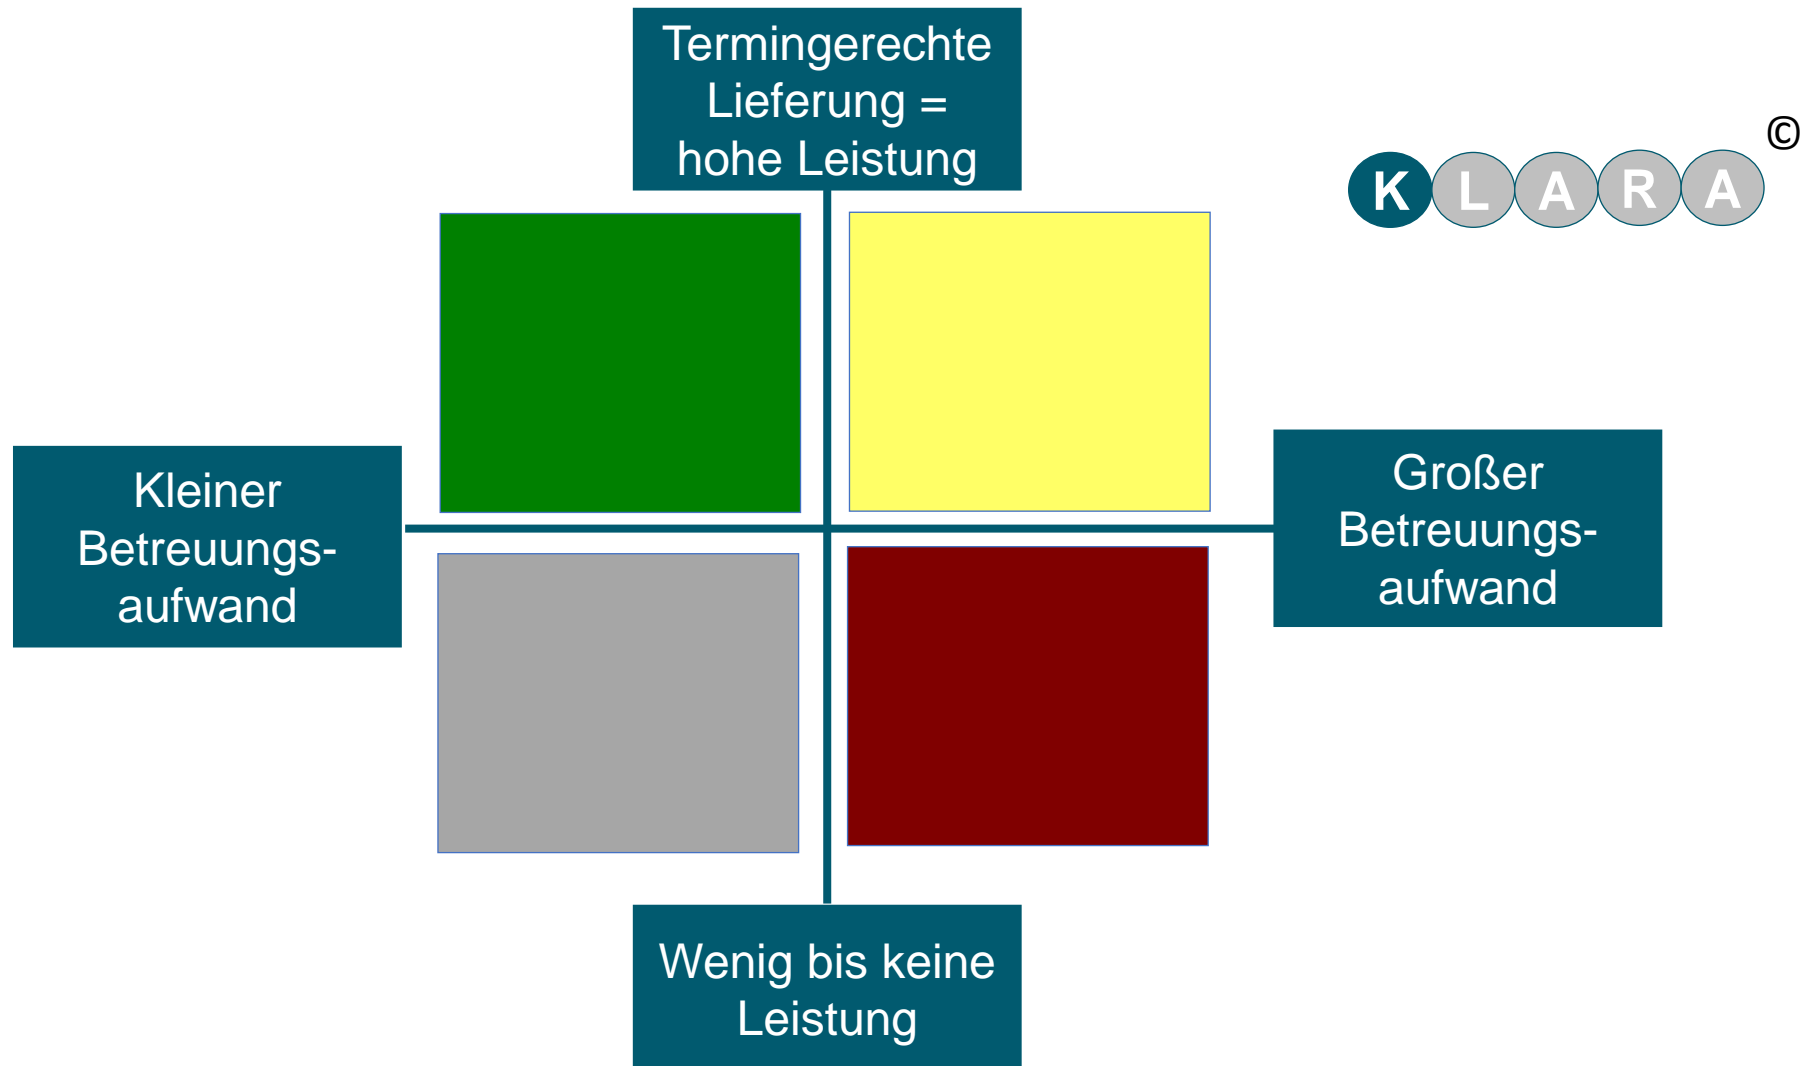 Termingerechte
Lieferung =
hohe Leistung
©
K L A R A
Kleiner
Betreuungs-
aufwand
Großer
Betreuungs-
aufwand
Wenig bis keine
Leistung